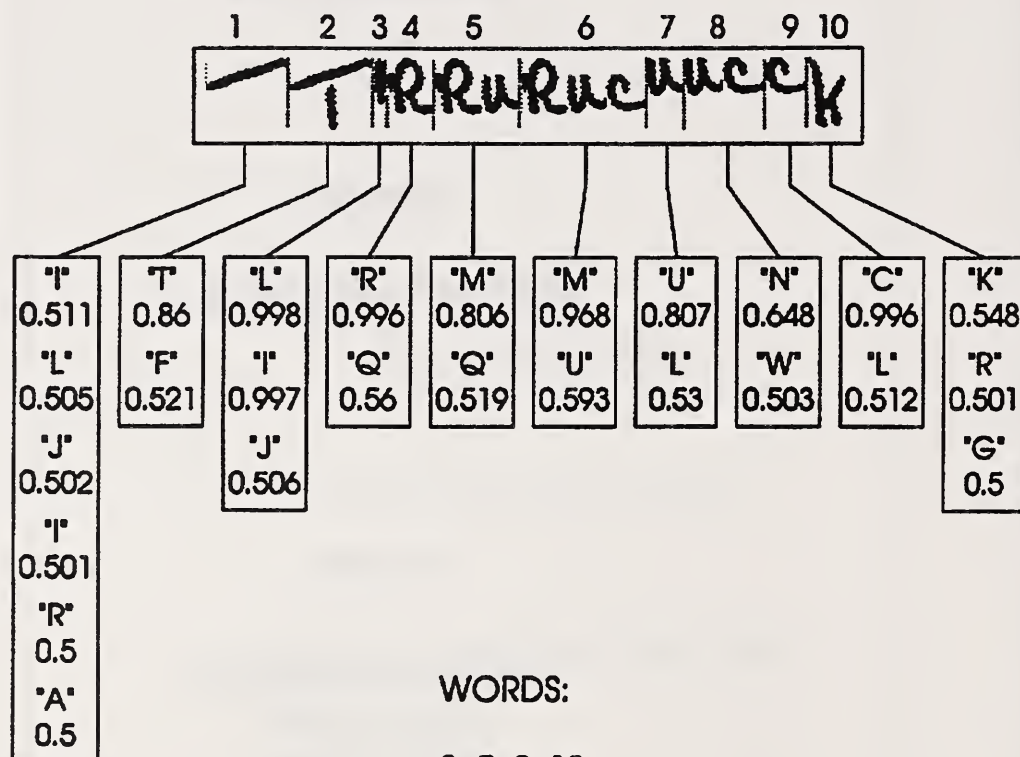 1 2 3 4 5 6 7 8 9 10
T R Ru Ruc u uc c K
"I" "T" "L" "R" "M" "M" "U" "N" "C" "K"
0.511 0.86 0.998 0.996 0.806 0.968 0.807 0.648 0.996 0.548
"L" "F" "I" "Q" "Q" "U" "L" "W" "L" "R"
0.505 0.521 0.997 0.56 0.519 0.593 0.53 0.503 0.512 0.501
"J" "J" "G"
0.502 0.506 0.5
"I"
0.501
"R"
0.5
"A"
0.5
WORDS: